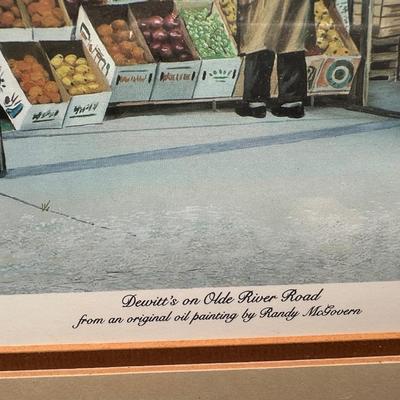 Dewitt's on Olde River Road
from an original oil painting by Randy McGovern